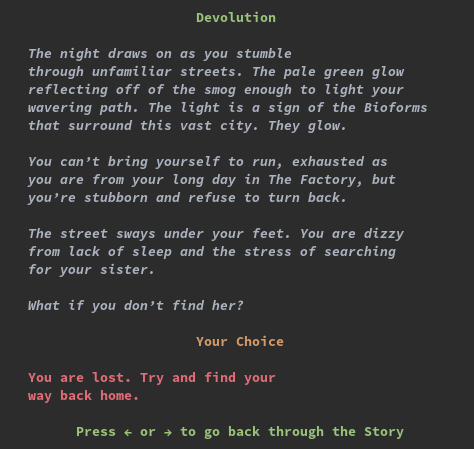 Devolution
The night draws on as you stumble
through unfamiliar streets. The pale green glow
reflecting off of the smog enough to light your
wavering path. The light is a sign of the Bioforms
that surround this vast city. They glow.
You can’t bring yourself to run, exhausted as
you are from your long day in The Factory, but
you’re stubborn and refuse to turn back.
The street sways under your feet. You are dizzy
from lack of sleep and the stress of searching
for your sister.
What if you don’t find her?
Your Choice
You are lost. Try and find your
way back home.
Press ← or → to go back through the Story